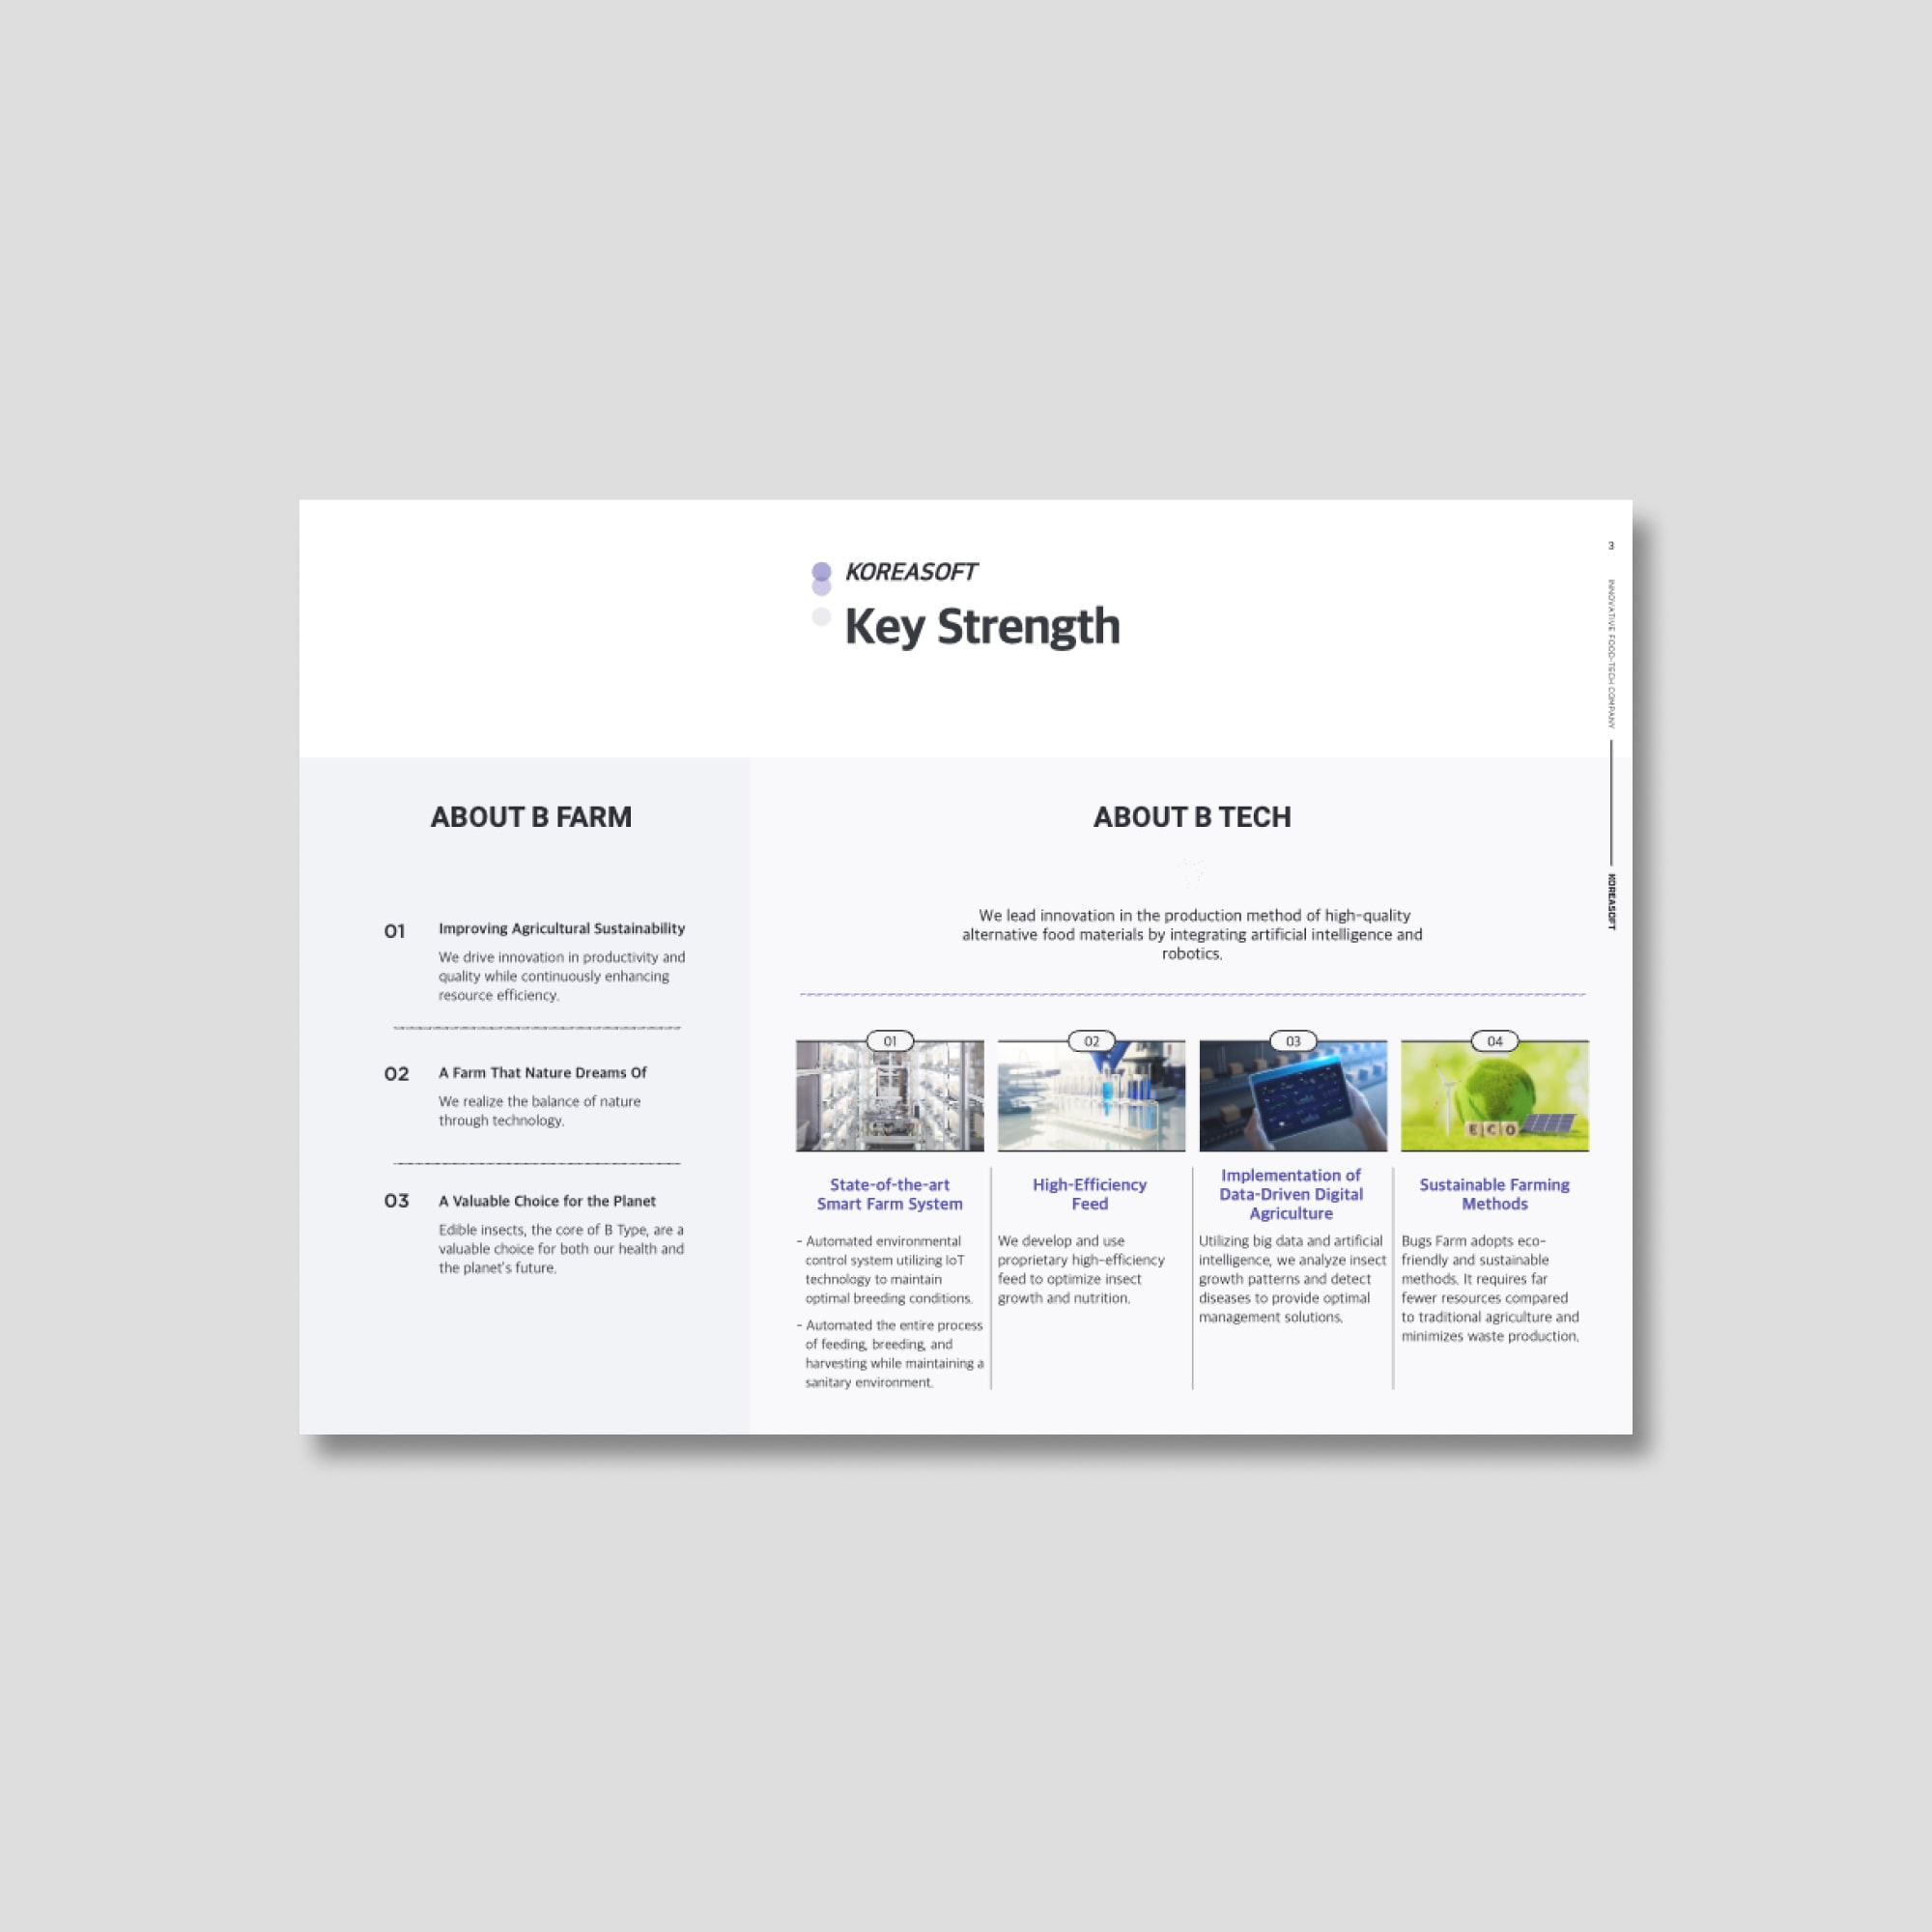 KOREASOFT
Key Strength
3
INNOVATIVE FOOD-TECH COMPANY
KOREASOFT
ABOUT B FARM
01
Improving Agricultural Sustainability
We drive innovation in productivity and
quality while continuously enhancing
resource efficiency.
02
A Farm That Nature Dreams Of
We realize the balance of nature
through technology.
03
A Valuable Choice for the Planet
Edible insects, the core of B Type, are a
valuable choice for both our health and
the planet's future.
ABOUT B TECH
We lead innovation in the production method of high-quality
alternative food materials by integrating artificial intelligence and
robotics.
01
State-of-the-art
Smart Farm System
- Automated environmental
control system utilizing IoT
technology to maintain
optimal breeding conditions.
- Automated the entire process
of feeding, breeding, and
harvesting while maintaining a
sanitary environment.
02
High-Efficiency
Feed
We develop and use
proprietary high-efficiency
feed to optimize insect
growth and nutrition.
03
Implementation of
Data-Driven Digital
Agriculture
Utilizing big data and artificial
intelligence, we analyze insect
growth patterns and detect
diseases to provide optimal
management solutions.
04
ECO
Sustainable Farming
Methods
Bugs Farm adopts eco-
friendly and sustainable
methods. It requires far
fewer resources compared
to traditional agriculture and
minimizes waste production.